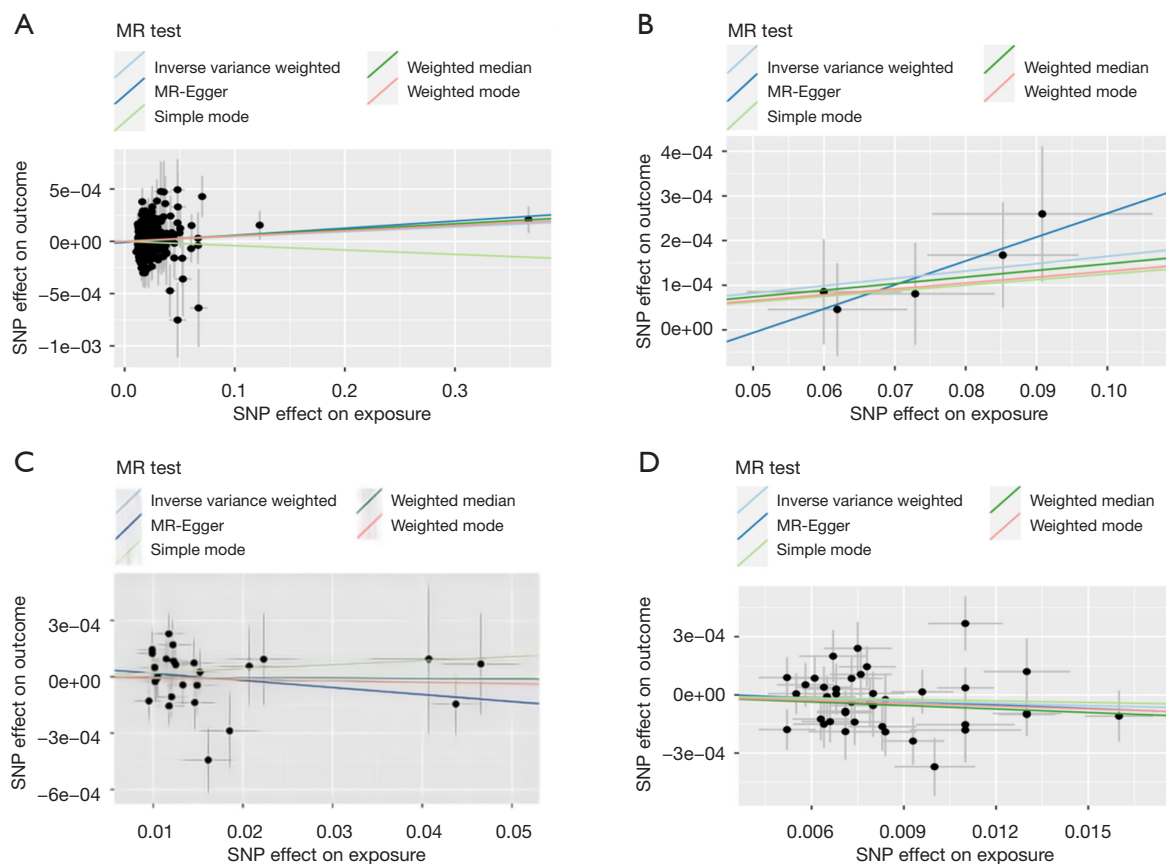 A
MR test
Inverse variance weighted
MR-Egger
Simple mode
Weighted median
Weighted mode
SNP effect on outcome
5e−04
0e+00
−5e−04
−1e−03
0.0 0.1 0.2 0.3
SNP effect on exposure
B
MR test
Inverse variance weighted
MR-Egger
Simple mode
Weighted median
Weighted mode
SNP effect on outcome
4e−04
3e−04
2e−04
1e−04
0e+00
0.05 0.06 0.07 0.08 0.09 0.10
SNP effect on exposure
C
MR test
Inverse variance weighted
MR-Egger
Simple mode
Weighted median
Weighted mode
SNP effect on outcome
3e−04
0e+00
−3e−04
−6e−04
0.01 0.02 0.03 0.04 0.05
SNP effect on exposure
D
MR test
Inverse variance weighted
MR-Egger
Simple mode
Weighted median
Weighted mode
SNP effect on outcome
3e−04
0e+00
−3e−04
0.006 0.009 0.012 0.015
SNP effect on exposure